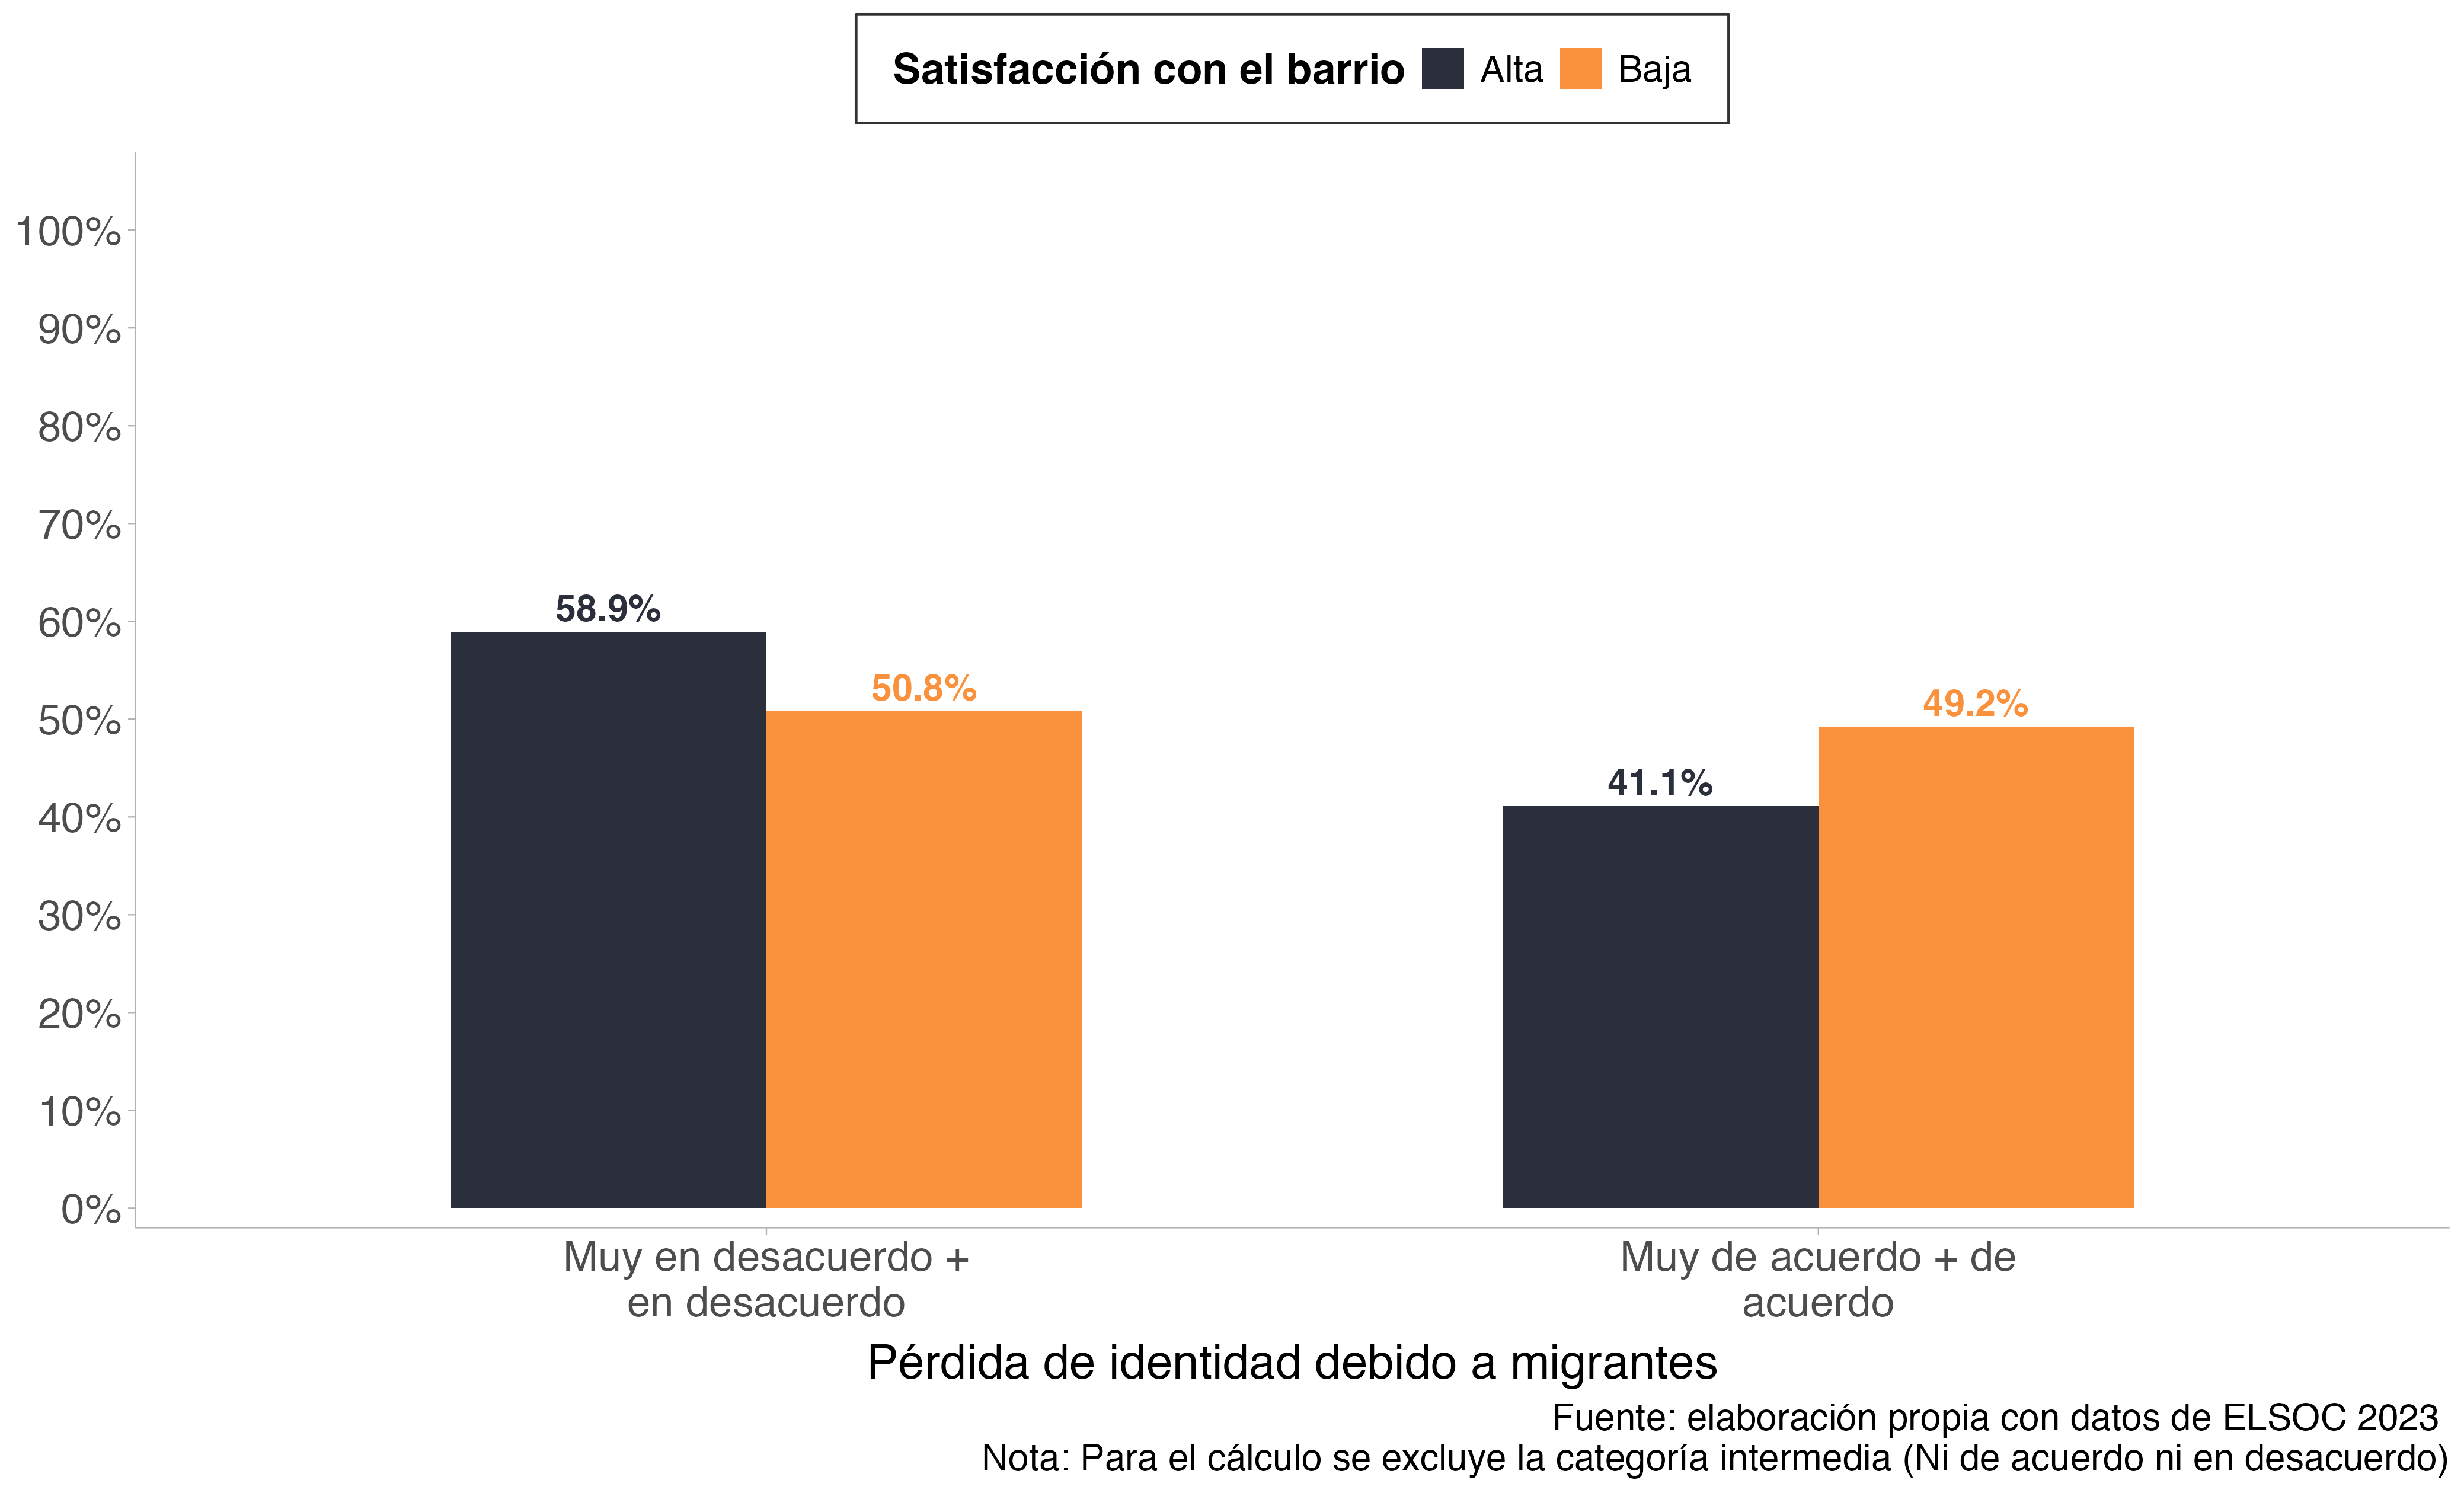 Satisfacción con el barrio Alta Baja
100%
90%
80%
70%
60%
50%
40%
30%
20%
10%
0%
58.9%
50.8%
49.2%
41.1%
Muy en desacuerdo +
en desacuerdo
Muy de acuerdo + de
acuerdo
Pérdida de identidad debido a migrantes
Fuente: elaboración propia con datos de ELSOC 2023
Nota: Para el cálculo se excluye la categoría intermedia (Ni de acuerdo ni en desacuerdo)